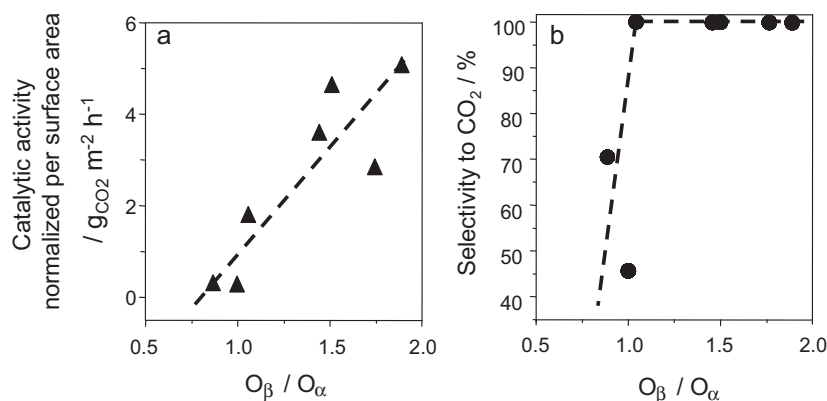 Catalytic activity
normalized per surface area
/ g_CO2 m⁻² h⁻¹
a
6
4
2
0
0.5 1.0 1.5 2.0
Oβ / Oα
Selectivity to CO₂ / %
b
100
90
80
70
60
50
40
0.5 1.0 1.5 2.0
Oβ / Oα